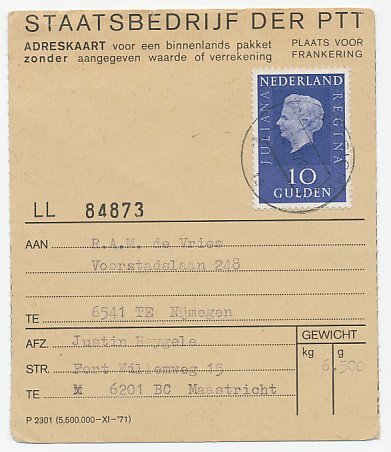 STAATSBEDRIJF DER PTT
ADRESKAART voor een binnenlands pakket
zonder aangegeven waarde of verrekening
PLAATS VOOR
FRANKERING
NEDERLAND
JULIANA
REGINA
10
GULDEN
LL 84873
AAN R.A.M. de Vries
Voorstadslaan 248
TE 6541 TE Nijmegen
AFZ. Justin
STR. Fort Willemweg 15
TE 6201 BC Maastricht
GEWICHT
kg g
6,500
P 2301 (5.500.000-XI-'71)